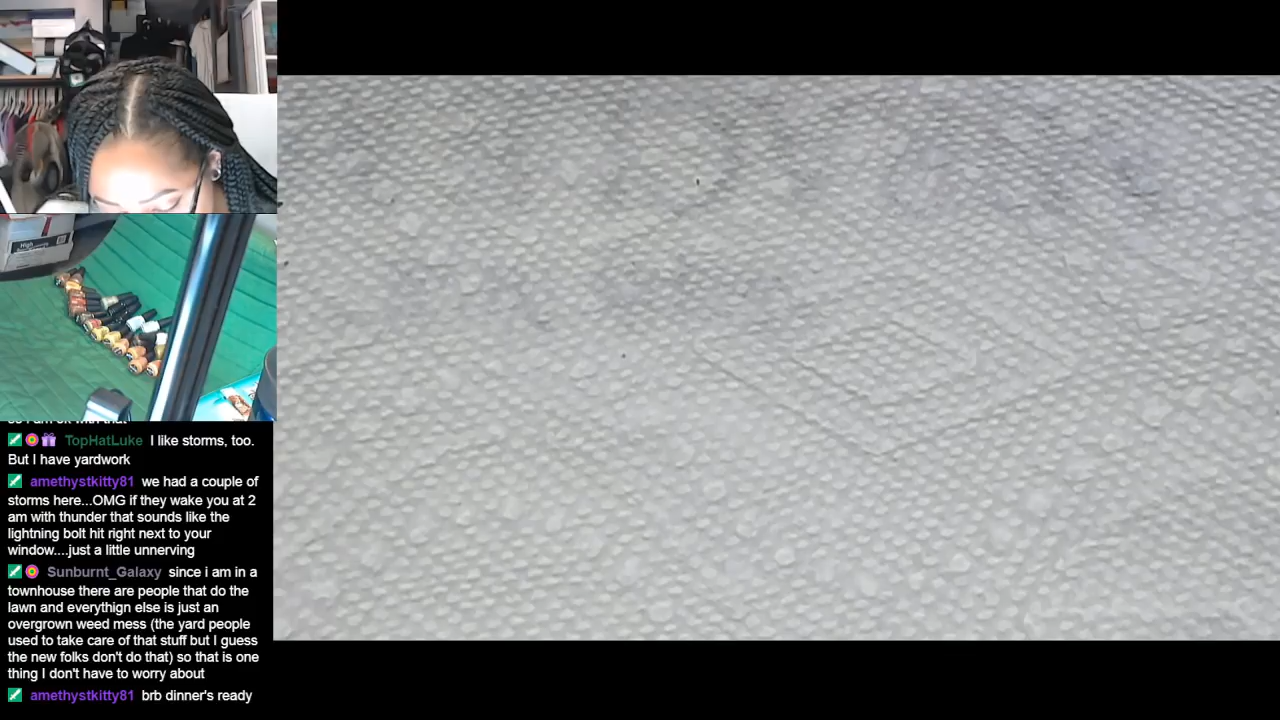 High
TopHatLuke I like storms, too.
But I have yardwork
amethystkitty81 we had a couple of
storms here...OMG if they wake you at 2
am with thunder that sounds like the
lightning bolt hit right next to your
window....just a little unnerving
Sunburnt_Galaxy since i am in a
townhouse there are people that do the
lawn and everythign else is just an
overgrown weed mess (the yard people
used to take care of that stuff but I guess
the new folks don't do that) so that is one
thing I don't have to worry about
amethystkitty81 brb dinner's ready